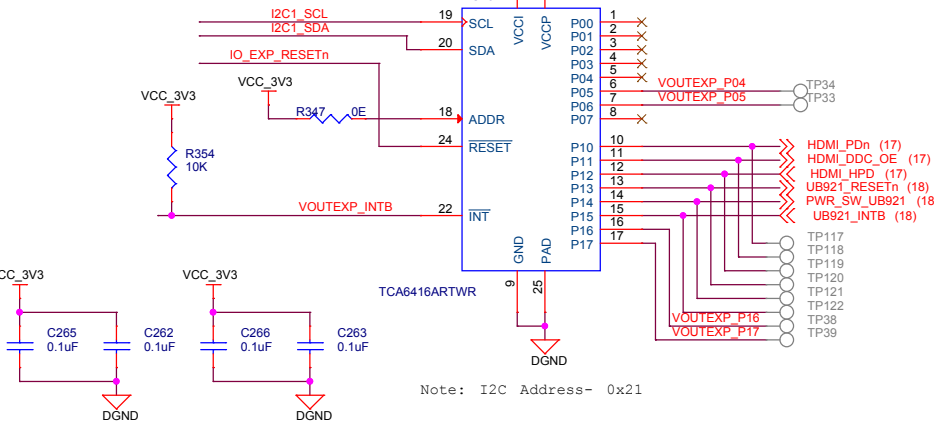 I2C1_SCL
I2C1_SDA
IO_EXP_RESETn
VCC_3V3
VCC_3V3
R347 0E
R354
10K
VOUTEXP_INTB
19 SCL
20 SDA
18 ADDR
24 RESET
22 INT
VCCI
VCCP
P00 1
P01 2
P02 3
P03 4
P04 5
P05 6 VOUTEXP_P04 TP34
P06 7 VOUTEXP_P05 TP33
P07 8
P10 10 HDMI_PDn (17)
P11 11 HDMI_DDC_OE (17)
P12 12 HDMI_HPD (17)
P13 13 UB921_RESETn (18)
P14 14 PWR_SW_UB921 (18
P15 15 UB921_INTB (18)
P16 16
P17 17
TP117
TP118
TP119
TP120
TP121
TP122
VOUTEXP_P16 TP38
VOUTEXP_P17 TP39
GND
PAD
9
25
TCA6416ARTWR
DGND
CC_3V3
VCC_3V3
C265
0.1uF
C262
0.1uF
C266
0.1uF
C263
0.1uF
DGND
DGND
Note: I2C Address- 0x21